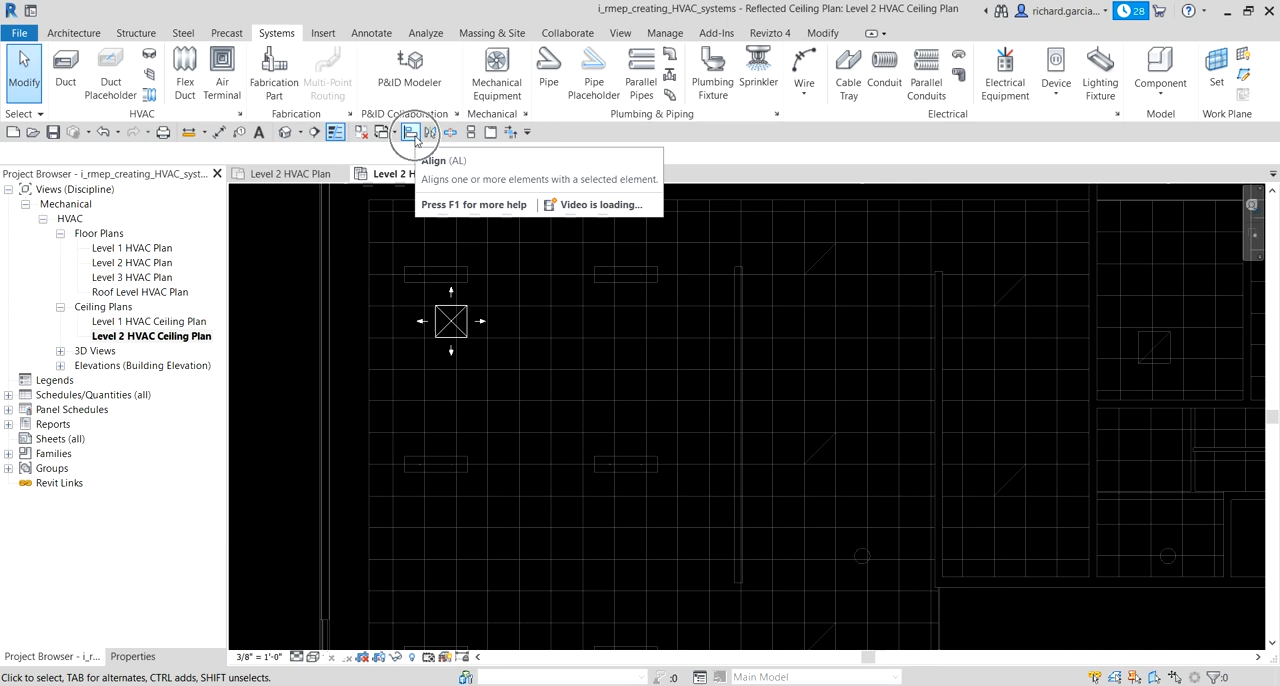 i_rmep_creating_HVAC_systems - Reflected Ceiling Plan: Level 2 HVAC Ceiling Plan
richard.garcia...
28
File Architecture Structure Steel Precast Systems Insert Annotate Analyze Massing & Site Collaborate View Manage Add-Ins Revizto 4 Modify
Modify
Duct
Duct Placeholder
Flex Duct
Air Terminal
Fabrication Part
Multi-Point Routing
P&ID Modeler
Mechanical Equipment
Pipe
Pipe Placeholder
Parallel Pipes
Plumbing Fixture
Sprinkler
Wire
Cable Tray
Conduit
Parallel Conduits
Electrical Equipment
Device
Lighting Fixture
Component
Set
Select HVAC Fabrication P&ID Collaboration Mechanical Plumbing & Piping Electrical Model Work Plane
Project Browser - i_rmep_creating_HVAC_syst...
Level 2 HVAC Plan
Level 2 H
Align (AL)
Aligns one or more elements with a selected element.
Press F1 for more help
Video is loading...
Views (Discipline)
Mechanical
HVAC
Floor Plans
Level 1 HVAC Plan
Level 2 HVAC Plan
Level 3 HVAC Plan
Roof Level HVAC Plan
Ceiling Plans
Level 1 HVAC Ceiling Plan
Level 2 HVAC Ceiling Plan
3D Views
Elevations (Building Elevation)
Legends
Schedules/Quantities (all)
Panel Schedules
Reports
Sheets (all)
Families
Groups
Revit Links
Project Browser - i_r...
Properties
3/8" = 1'-0"
Click to select, TAB for alternates, CTRL adds, SHIFT unselects.
:0
Main Model
:0